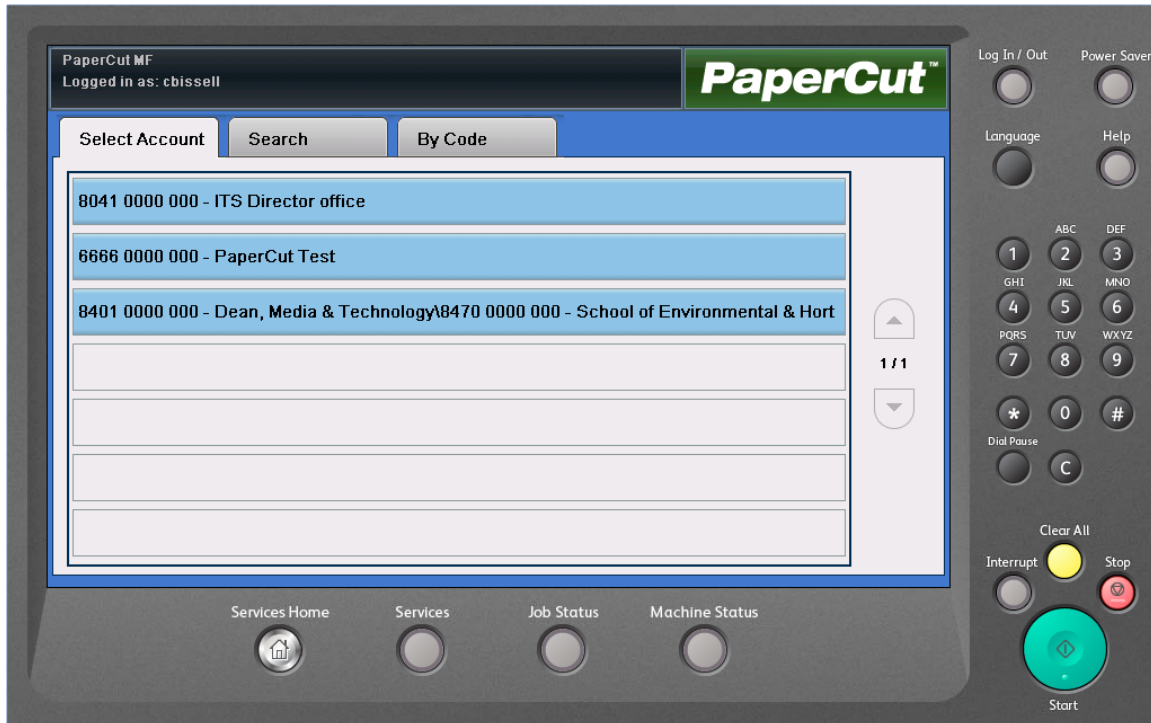 PaperCut MF
Logged in as: cbissell
PaperCut™
Select Account
Search
By Code
8041 0000 000 - ITS Director office
6666 0000 000 - PaperCut Test
8401 0000 000 - Dean, Media & Technology\8470 0000 000 - School of Environmental & Hort
1 / 1
Services Home
Services
Job Status
Machine Status
Log In / Out
Power Saver
Language
Help
ABC
DEF
1
2
3
GHI
JKL
MNO
4
5
6
PQRS
TUV
WXYZ
7
8
9
*
0
#
Dial Pause
C
Clear All
Interrupt
Stop
Start